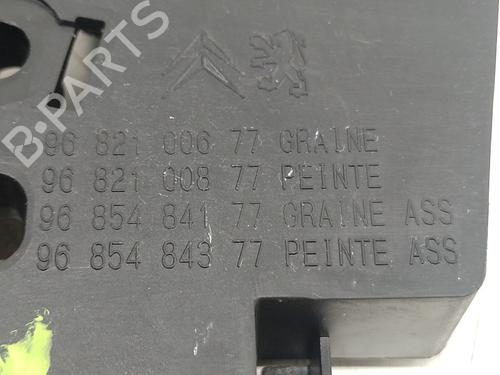 B-PARTS
96 821 006 77 GRAINE
96 821 008 77 PEINTE
96 854 841 77 GRAINE ASS
96 854 843 77 PEINTE ASS